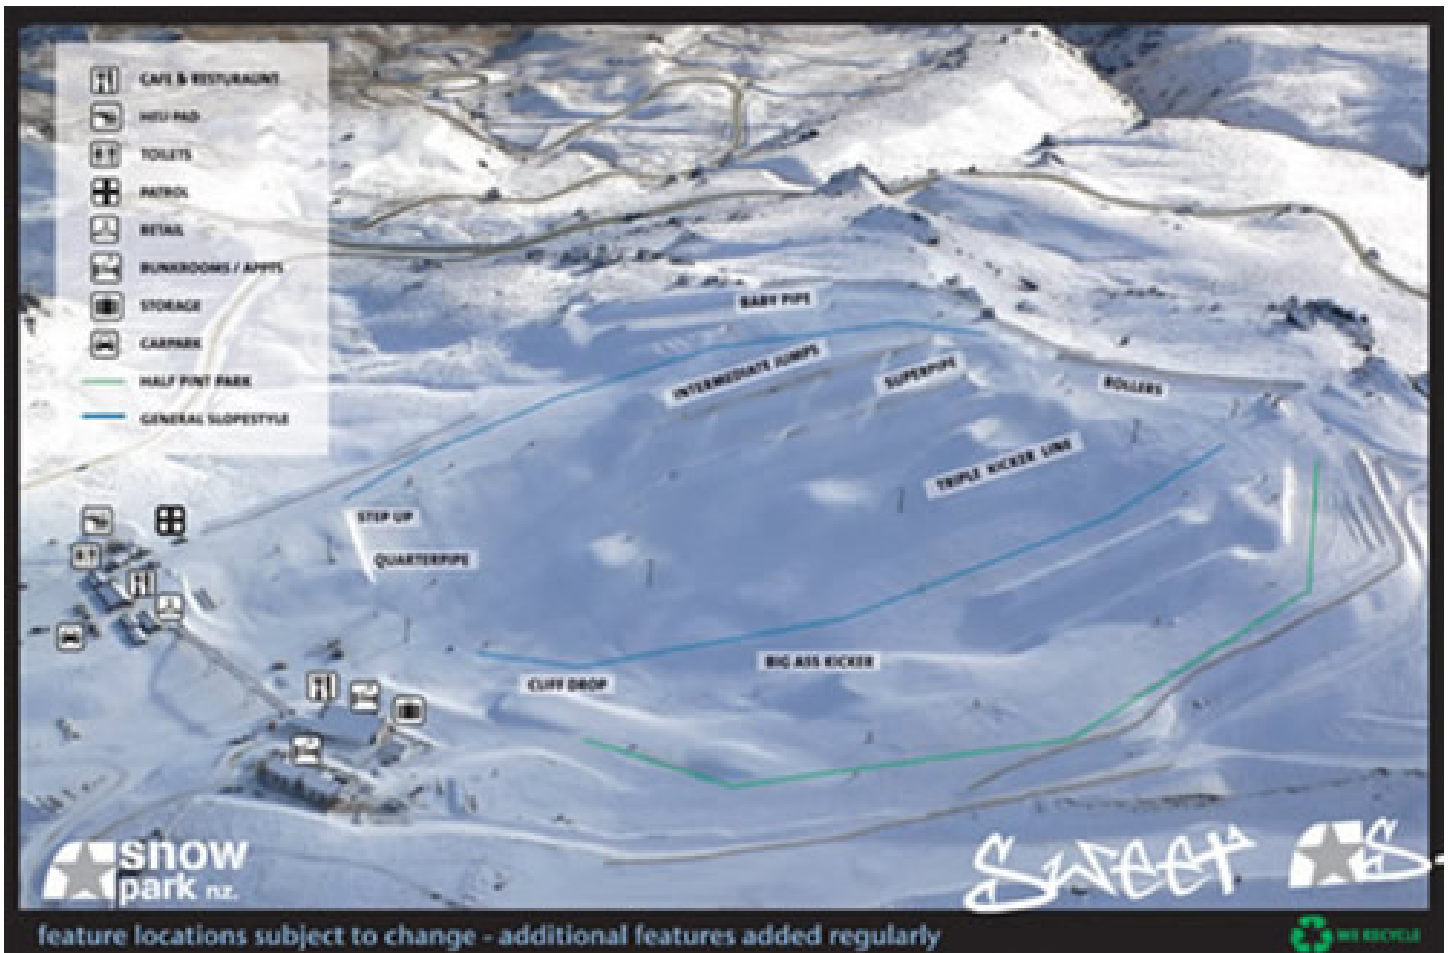 CAFE & RESTURAUNT
HELI PAD
TOILETS
PATROL
RETAIL
BUNKROOMS / APPTS
STORAGE
CARPARK
HALF PINT PARK
GENERAL SLOPESTYLE
BABY PIPE
INTERMEDIATE JUMPS
SUPERPIPE
ROLLERS
TRIPLE KICKER LINE
STEP UP
QUARTERPIPE
BIG ASS KICKER
CLIFF DROP
snow
park nz.
SWEET
S
feature locations subject to change - additional features added regularly
WE RECYCLE